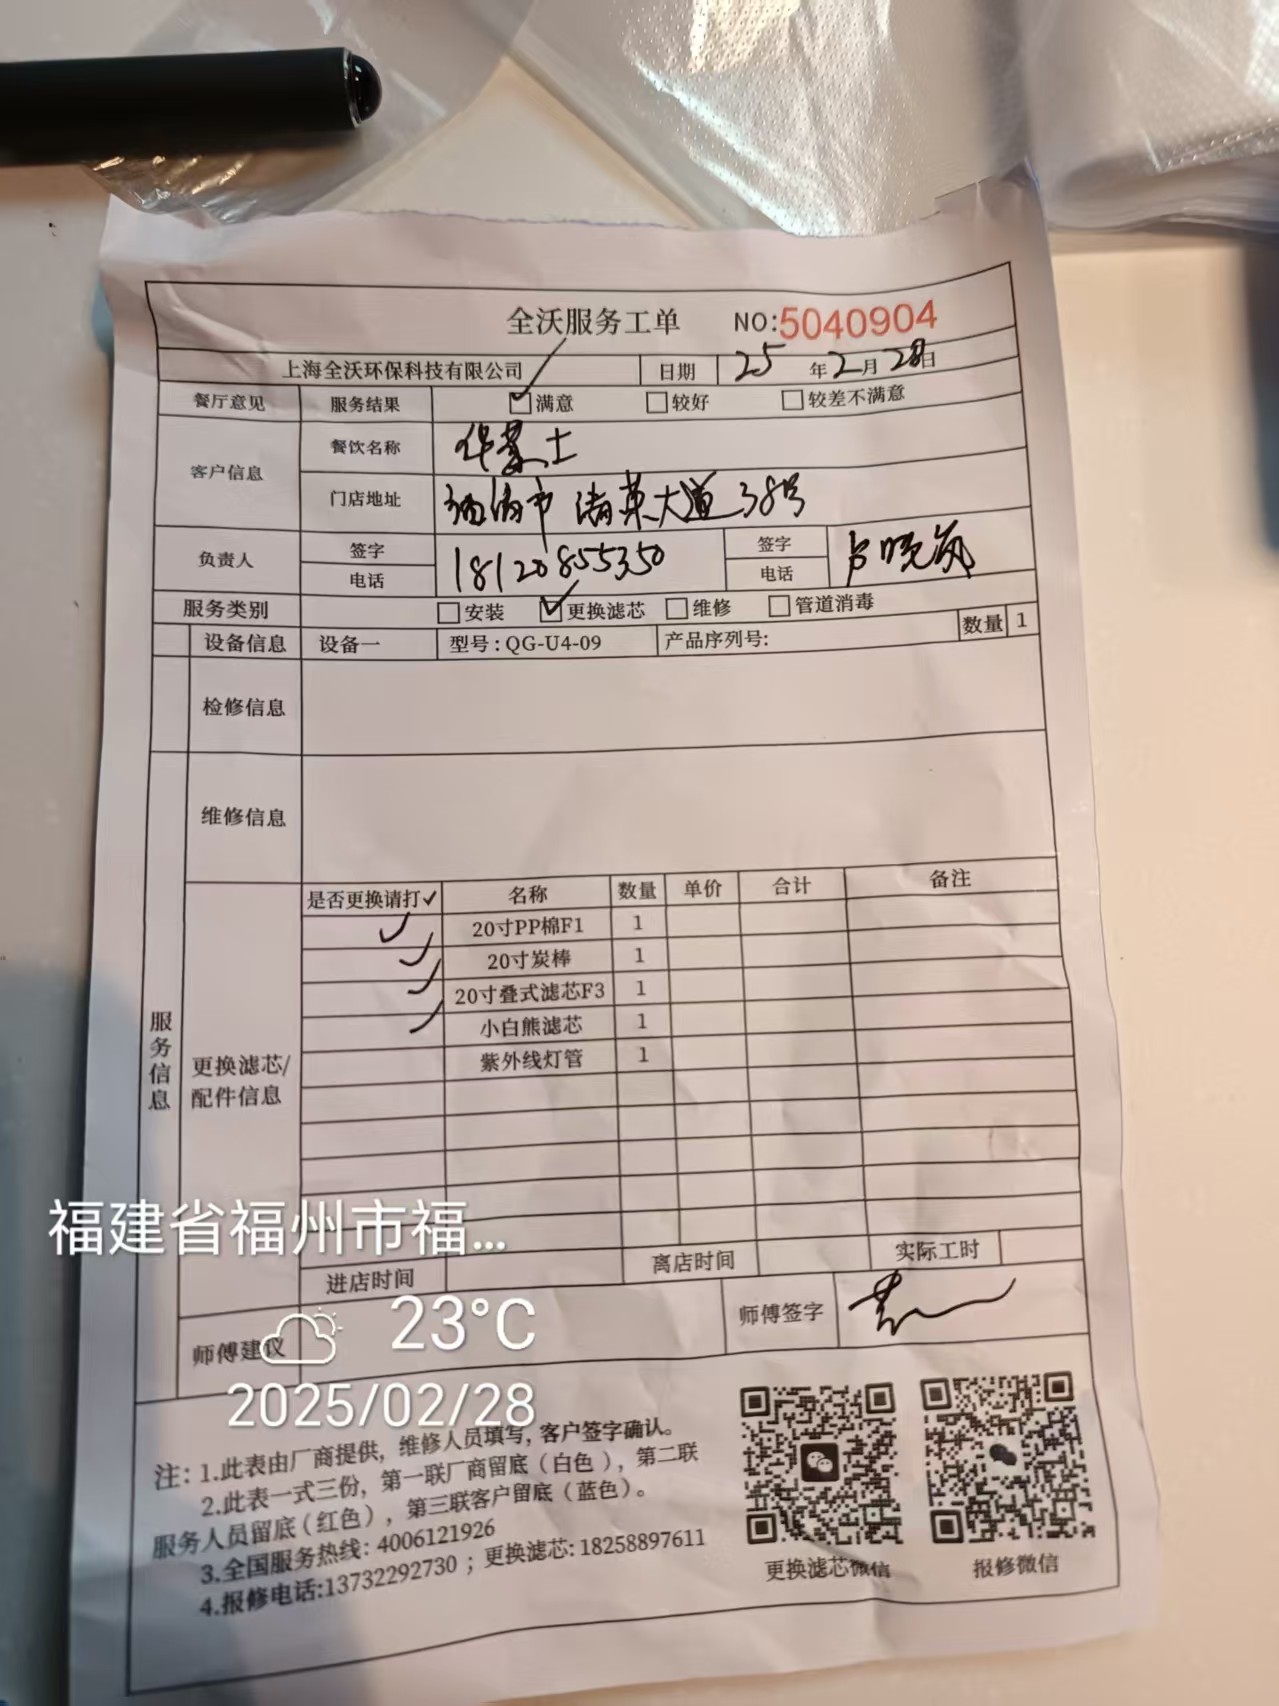 全沃服务工单 NO:5040904
上海全沃环保科技有限公司 日期 25 年 2 月 28 日
餐厅意见 服务结果 ☑满意 □较好 □较差不满意
客户信息 餐饮名称 华莱士
门店地址 福清市 清荣大道38号
负责人 签字 电话 18120855350 签字 电话 卢晓
服务类别 □安装 ☑更换滤芯 □维修 □管道消毒
设备信息 设备一 型号:QG-U4-09 产品序列号: 数量 1
检修信息
维修信息
服务信息
更换滤芯/配件信息
是否更换请打✓ 名称 数量 单价 合计 备注
✓ 20寸PP棉F1 1
✓ 20寸炭棒 1
✓ 20寸叠式滤芯F3 1
✓ 小白熊滤芯 1
紫外线灯管 1
进店时间 离店时间 实际工时
师傅建议 师傅签字
福建省福州市福...
23°C
2025/02/28
注：1.此表由厂商提供，维修人员填写，客户签字确认。
2.此表一式三份，第一联厂商留底（白色），第二联
服务人员留底（红色），第三联客户留底（蓝色）。
3.全国服务热线: 4006121926
4.报修电话:13732292730；更换滤芯: 18258897611
更换滤芯微信 报修微信